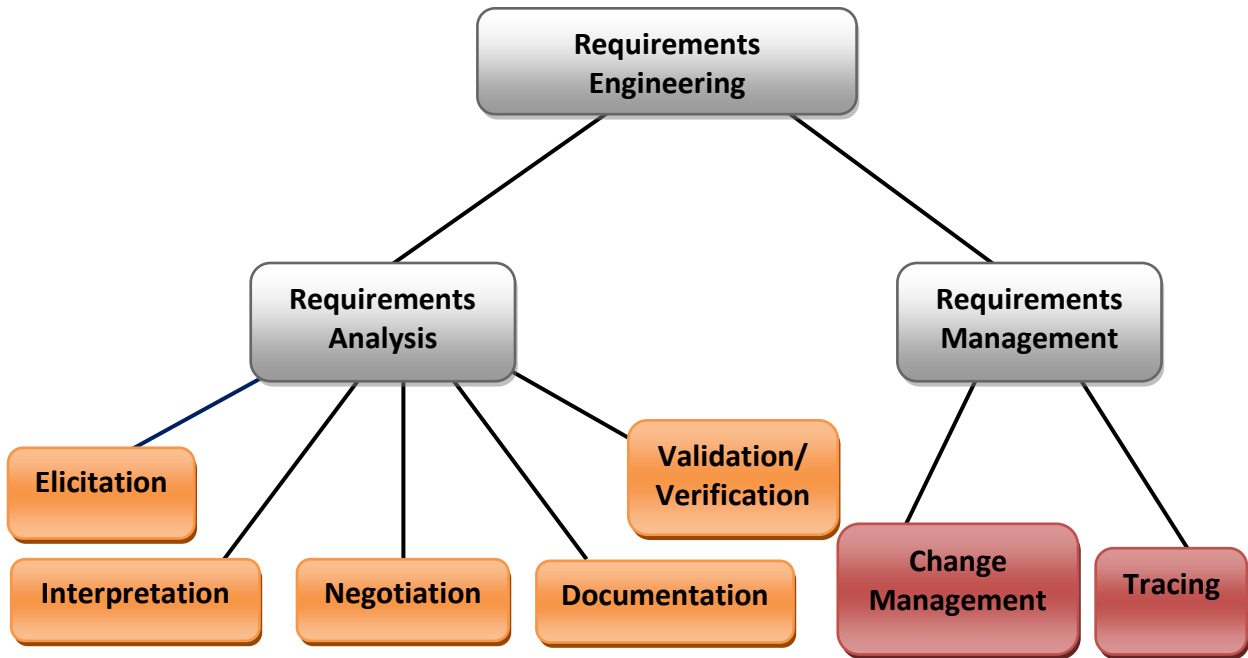 Requirements
Engineering
Requirements
Analysis
Requirements
Management
Elicitation
Validation/
Verification
Interpretation
Negotiation
Documentation
Change
Management
Tracing